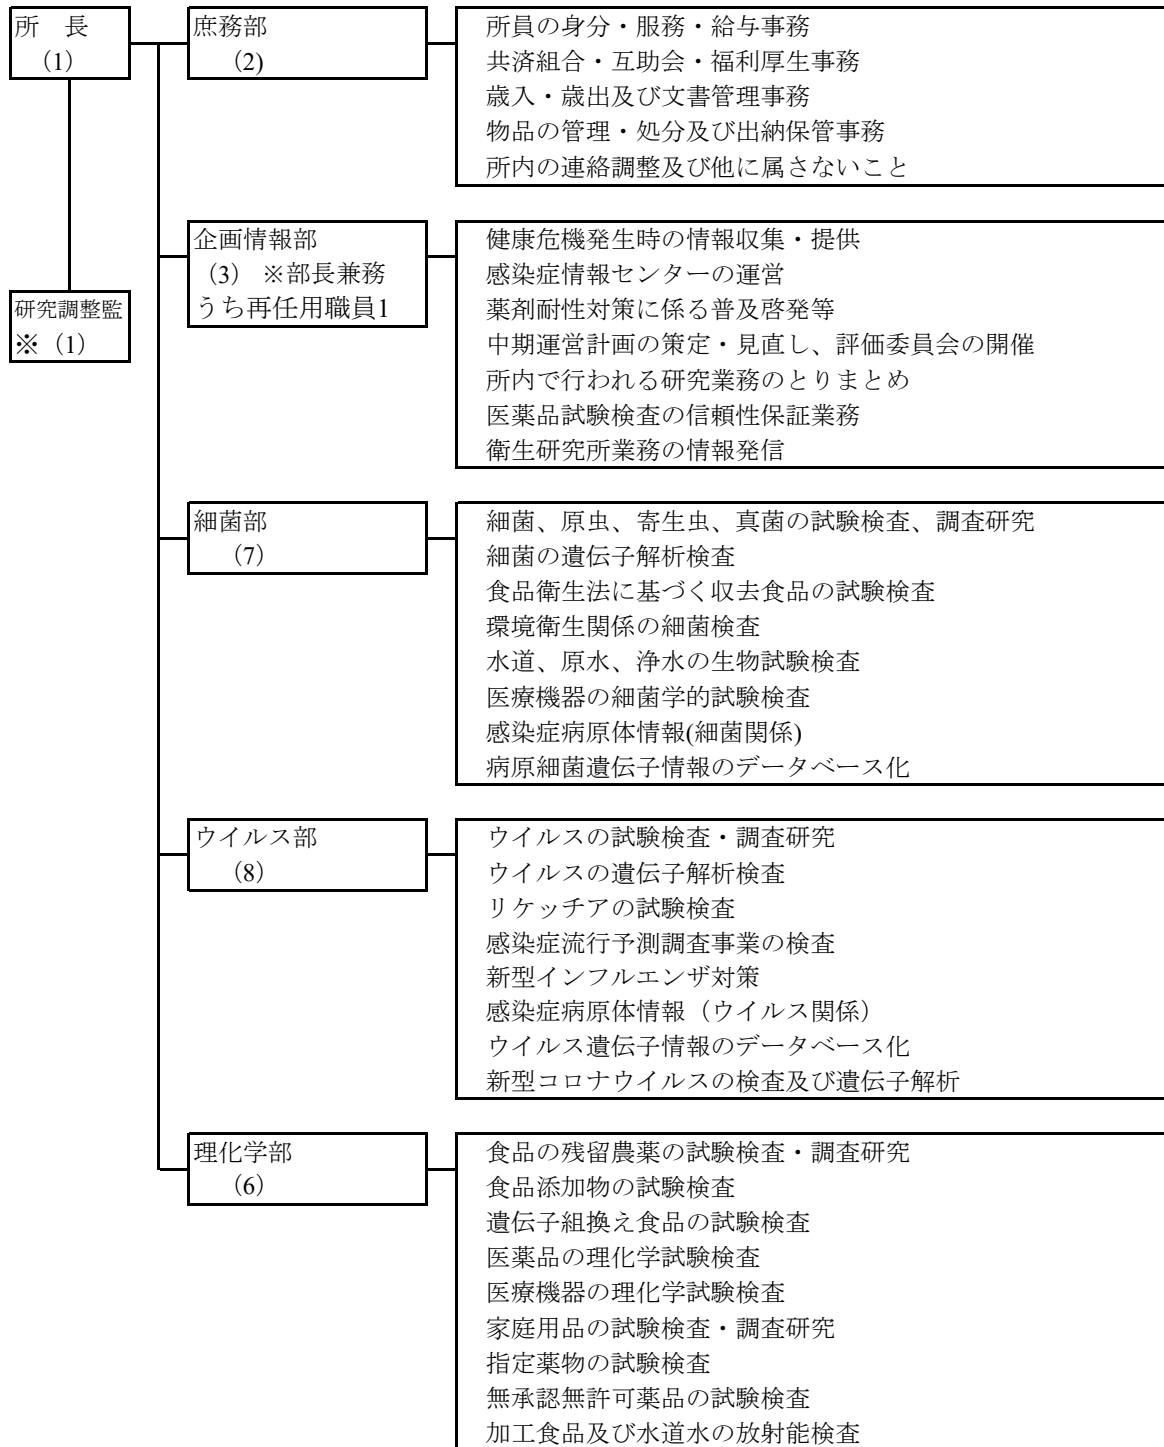 所　長
（1）
庶務部
（2）
所員の身分・服務・給与事務
共済組合・互助会・福利厚生事務
歳入・歳出及び文書管理事務
物品の管理・処分及び出納保管事務
所内の連絡調整及び他に属さないこと
研究調整監
※（1）
企画情報部
（3） ※部長兼務
うち再任用職員1
健康危機発生時の情報収集・提供
感染症情報センターの運営
薬剤耐性対策に係る普及啓発等
中期運営計画の策定・見直し、評価委員会の開催
所内で行われる研究業務のとりまとめ
医薬品試験検査の信頼性保証業務
衛生研究所業務の情報発信
細菌部
（7）
細菌、原虫、寄生虫、真菌の試験検査、調査研究
細菌の遺伝子解析検査
食品衛生法に基づく収去食品の試験検査
環境衛生関係の細菌検査
水道、原水、浄水の生物試験検査
医療機器の細菌学的試験検査
感染症病原体情報(細菌関係)
病原細菌遺伝子情報のデータベース化
ウイルス部
（8）
ウイルスの試験検査・調査研究
ウイルスの遺伝子解析検査
リケッチアの試験検査
感染症流行予測調査事業の検査
新型インフルエンザ対策
感染症病原体情報（ウイルス関係）
ウイルス遺伝子情報のデータベース化
新型コロナウイルスの検査及び遺伝子解析
理化学部
（6）
食品の残留農薬の試験検査・調査研究
食品添加物の試験検査
遺伝子組換え食品の試験検査
医薬品の理化学試験検査
医療機器の理化学試験検査
家庭用品の試験検査・調査研究
指定薬物の試験検査
無承認無許可薬品の試験検査
加工食品及び水道水の放射能検査